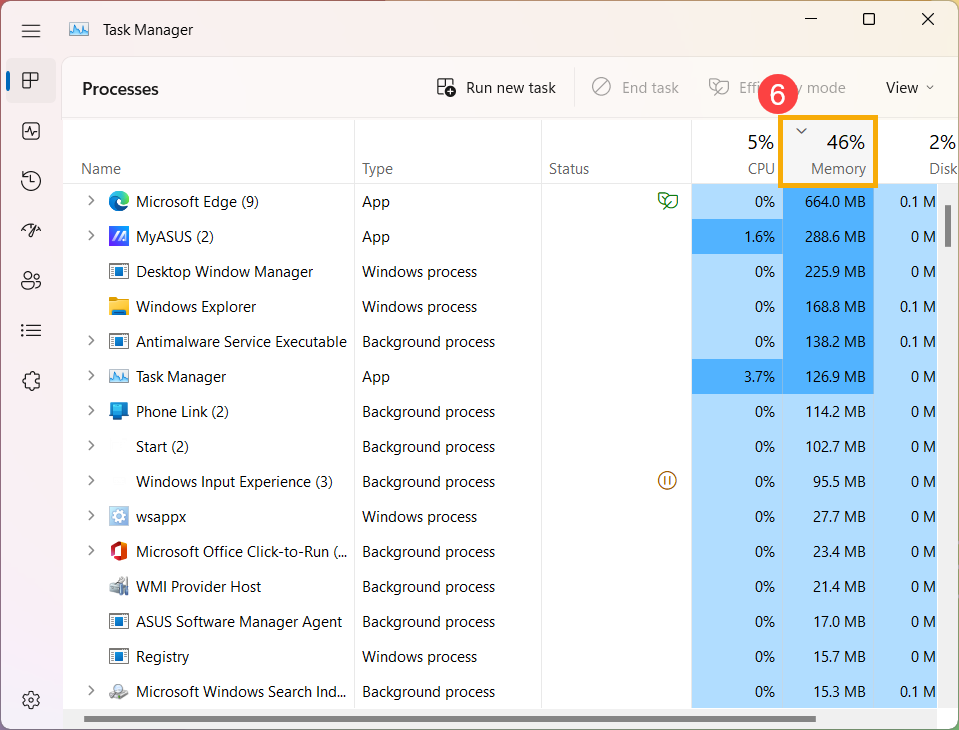 Task Manager
Processes Run new task End task Effi y mode View
6
5% 46% 2%
Name Type Status CPU Memory Disk
Microsoft Edge (9) App 0% 664.0 MB 0.1 M
MyASUS (2) App 1.6% 288.6 MB 0 M
Desktop Window Manager Windows process 0% 225.9 MB 0 M
Windows Explorer Windows process 0% 168.8 MB 0.1 M
Antimalware Service Executable Background process 0% 138.2 MB 0.1 M
Task Manager App 3.7% 126.9 MB 0 M
Phone Link (2) Background process 0% 114.2 MB 0 M
Start (2) Background process 0% 102.7 MB 0 M
Windows Input Experience (3) Background process 0% 95.5 MB 0 M
wsappx Windows process 0% 27.7 MB 0 M
Microsoft Office Click-to-Run (... Background process 0% 23.4 MB 0 M
WMI Provider Host Background process 0% 21.4 MB 0 M
ASUS Software Manager Agent Background process 0% 17.0 MB 0 M
Registry Windows process 0% 15.7 MB 0 M
Microsoft Windows Search Ind... Background process 0% 15.3 MB 0.1 M